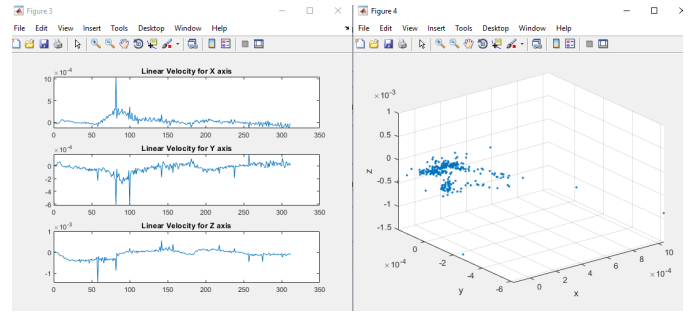 Figure 3
File Edit View Insert Tools Desktop Window Help
Linear Velocity for X axis
×10^-4
10
5
0
0 50 100 150 200 250 300 350
Linear Velocity for Y axis
×10^-4
0
-2
-4
-6
0 50 100 150 200 250 300 350
Linear Velocity for Z axis
×10^-3
1
0
-1
0 50 100 150 200 250 300 350
Figure 4
File Edit View Insert Tools Desktop Window Help
×10^-3
1
0.5
0
-0.5
-1
-1.5
z
0
-2
-4
-6
×10^-4
y
0
2
4
6
8
10
×10^-4
x